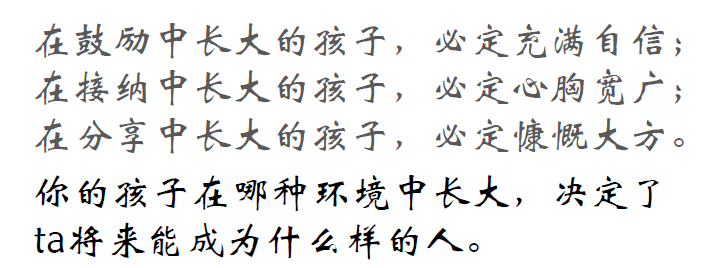 在鼓励中长大的孩子，必定充满自信；
在接纳中长大的孩子，必定心胸宽广；
在分享中长大的孩子，必定慷慨大方。
你的孩子在哪种环境中长大，决定了
ta将来能成为什么样的人。